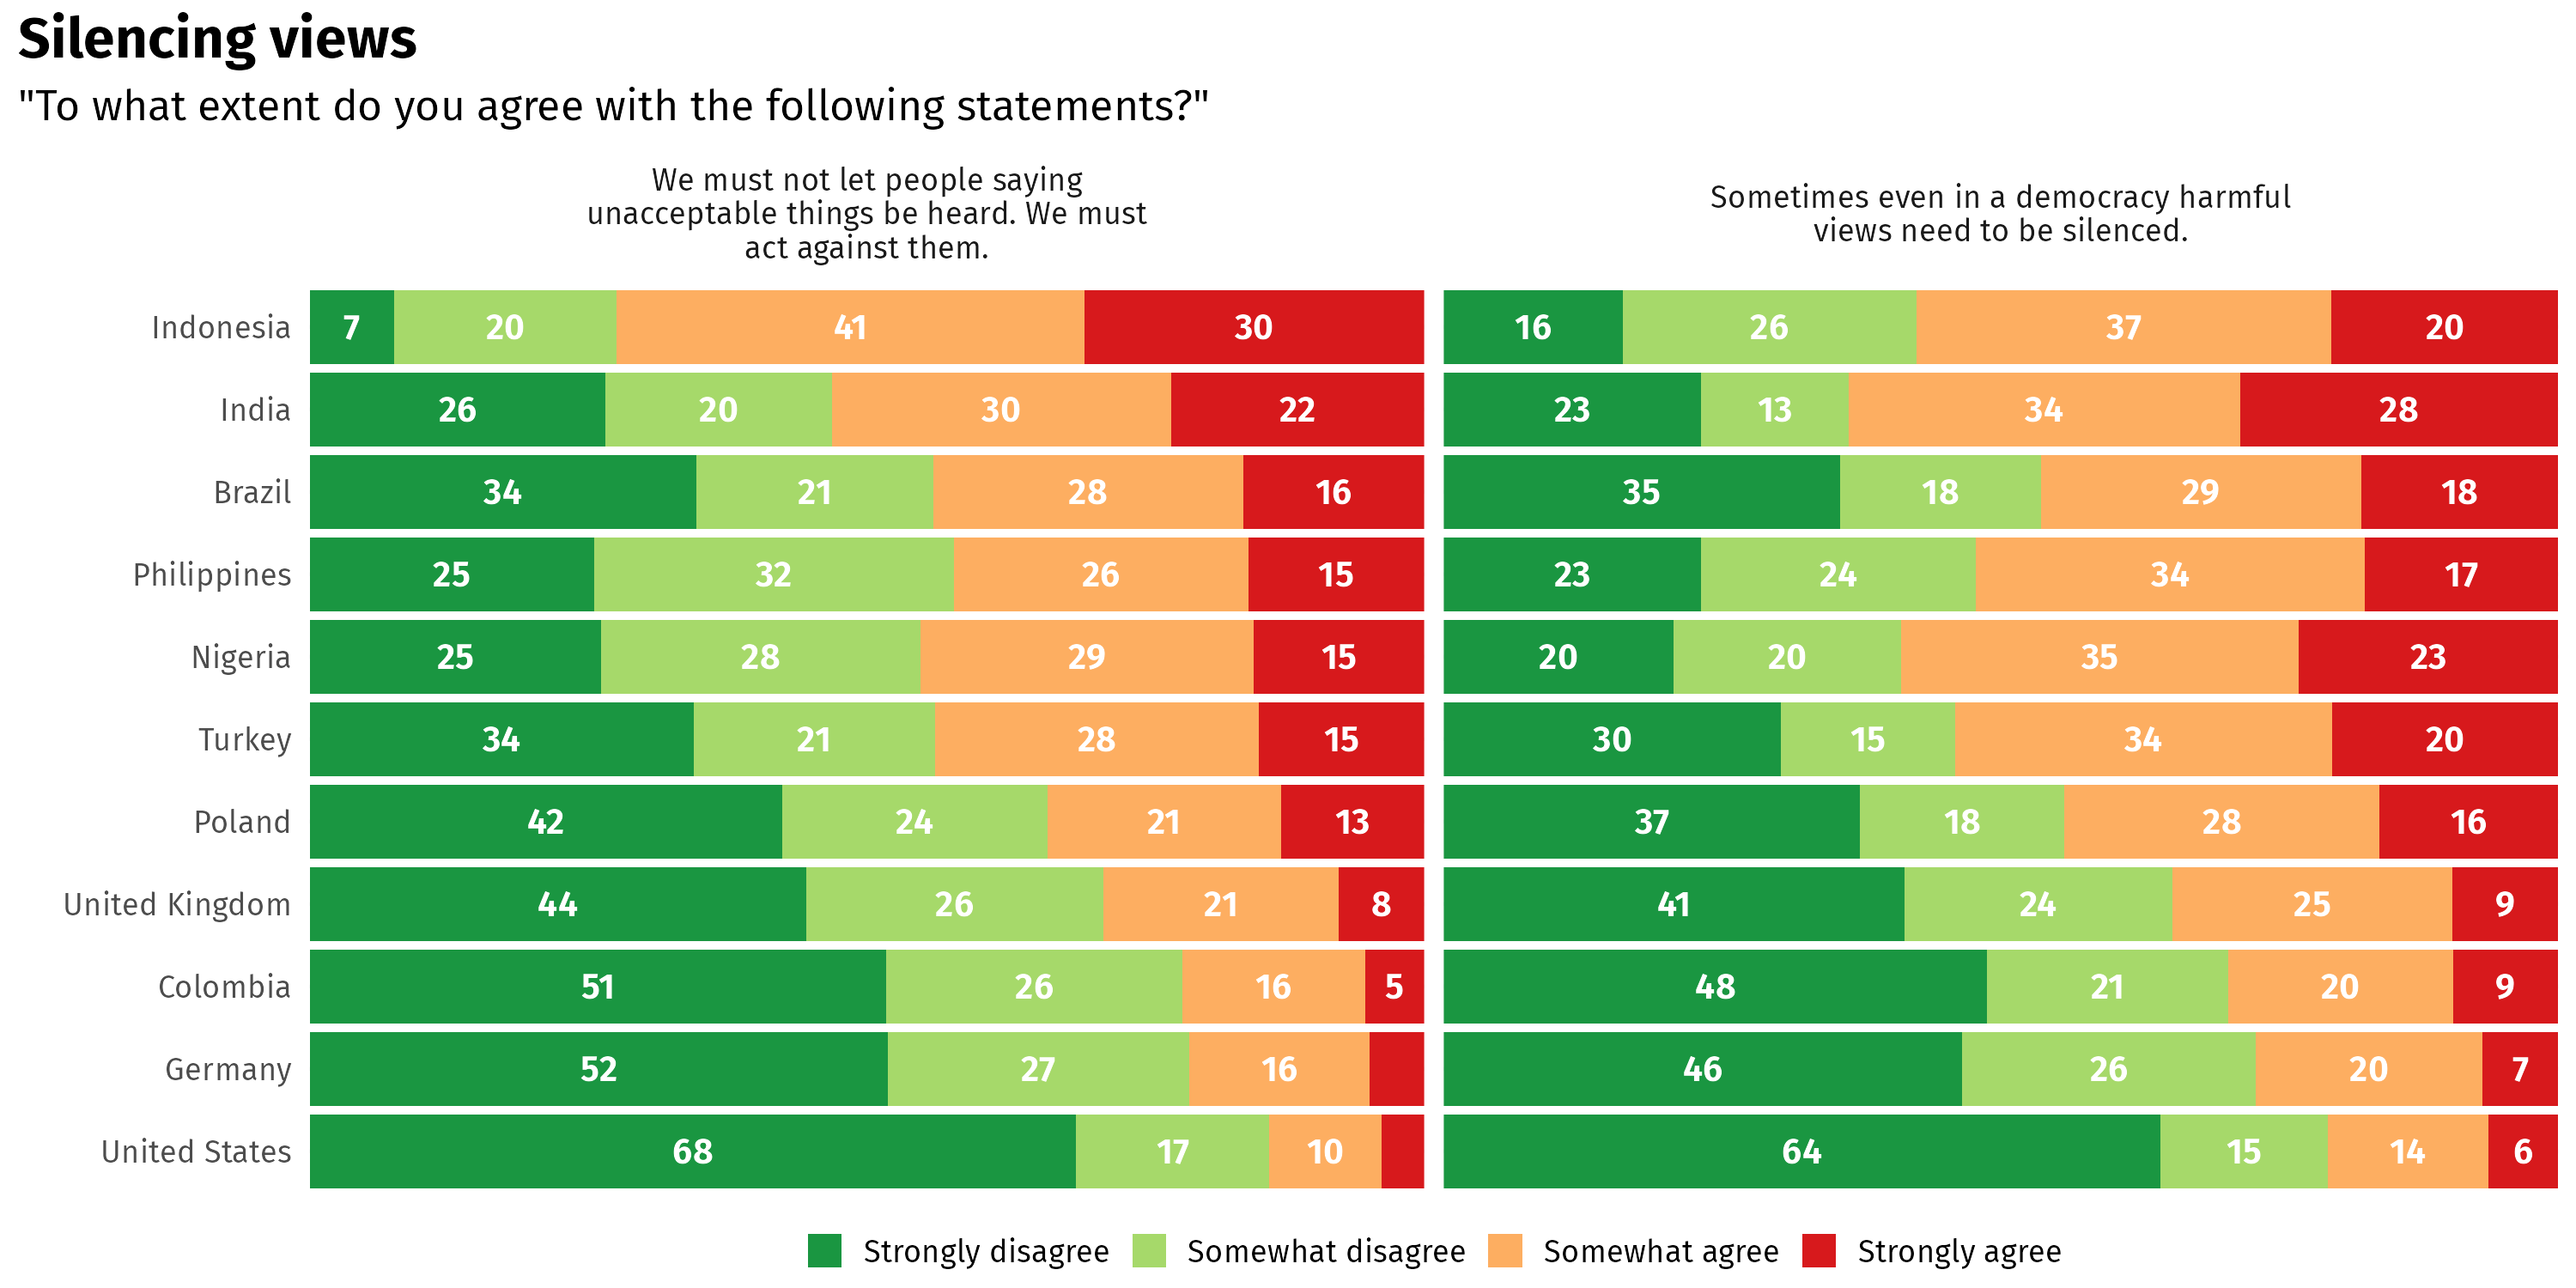 Silencing views
"To what extent do you agree with the following statements?"
We must not let people saying
unacceptable things be heard. We must
act against them.
Sometimes even in a democracy harmful
views need to be silenced.
Indonesia 7 20 41 30 16 26 37 20
India 26 20 30 22 23 13 34 28
Brazil 34 21 28 16 35 18 29 18
Philippines 25 32 26 15 23 24 34 17
Nigeria 25 28 29 15 20 20 35 23
Turkey 34 21 28 15 30 15 34 20
Poland 42 24 21 13 37 18 28 16
United Kingdom 44 26 21 8 41 24 25 9
Colombia 51 26 16 5 48 21 20 9
Germany 52 27 16 46 26 20 7
United States 68 17 10 64 15 14 6
Strongly disagree Somewhat disagree Somewhat agree Strongly agree